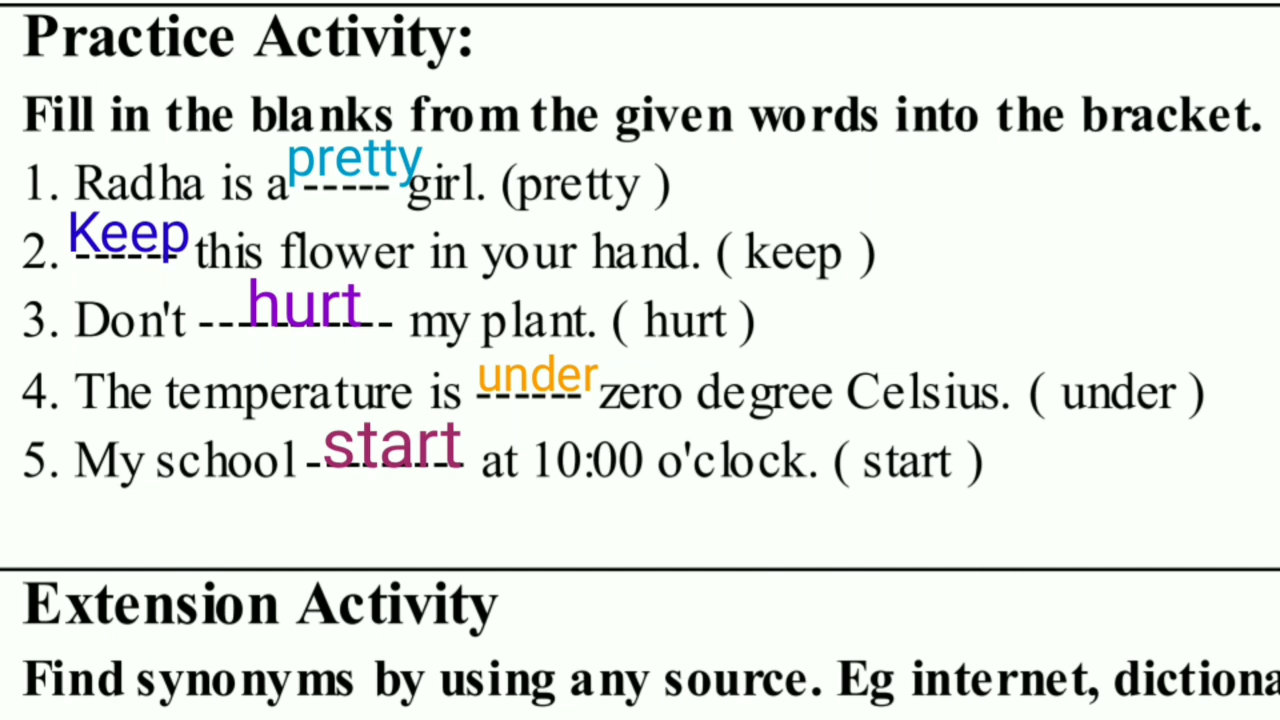 Practice Activity:
Fill in the blanks from the given words into the bracket.
1. Radha is a pretty ----- girl. (pretty )
2. Keep ------ this flower in your hand. ( keep )
3. Don't hurt ----------- my plant. ( hurt )
4. The temperature is under ------ zero degree Celsius. ( under )
5. My school start --------- at 10:00 o'clock. ( start )
Extension Activity
Find synonyms by using any source. Eg internet, dictiona